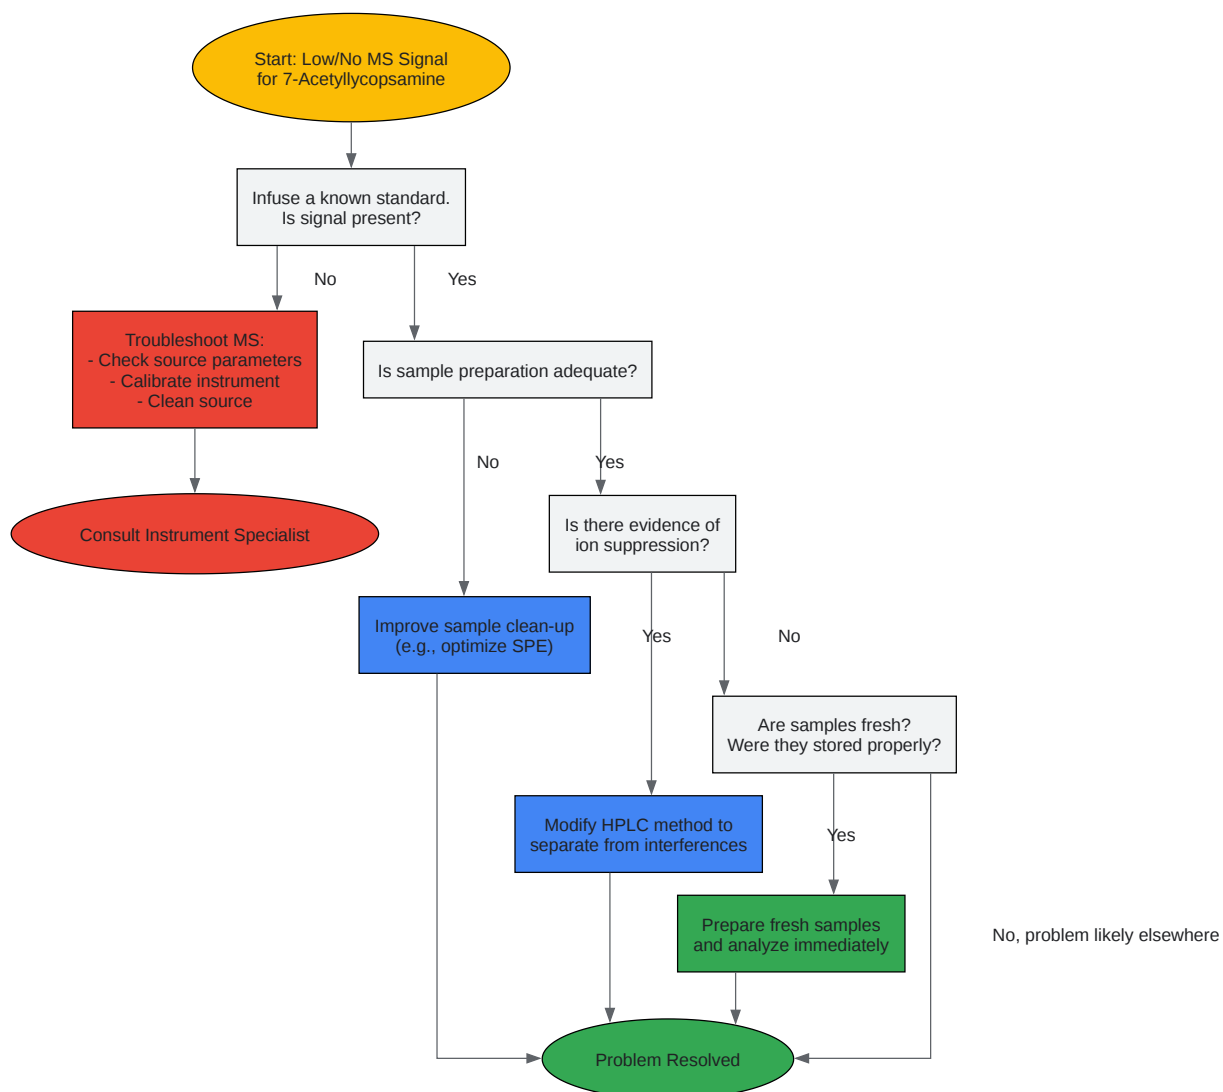 Start: Low/No MS Signal
for 7-Acetyllycopsamine
Infuse a known standard.
Is signal present?
No
Yes
Troubleshoot MS:
- Check source parameters
- Calibrate instrument
- Clean source
Is sample preparation adequate?
No
Yes
Consult Instrument Specialist
Is there evidence of
ion suppression?
Improve sample clean-up
(e.g., optimize SPE)
Yes
No
Are samples fresh?
Were they stored properly?
Modify HPLC method to
separate from interferences
Yes
Prepare fresh samples
and analyze immediately
No, problem likely elsewhere
Problem Resolved